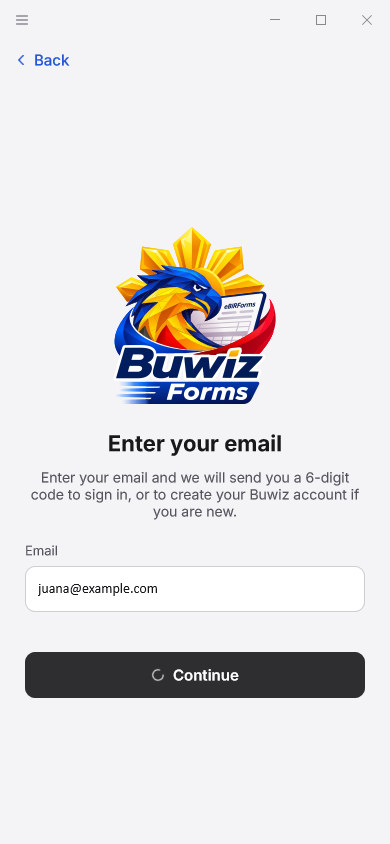 Back
eBIRForms
Buwiz
Forms
Enter your email
Enter your email and we will send you a 6-digit
code to sign in, or to create your Buwiz account if
you are new.
Email
juana@example.com
Continue